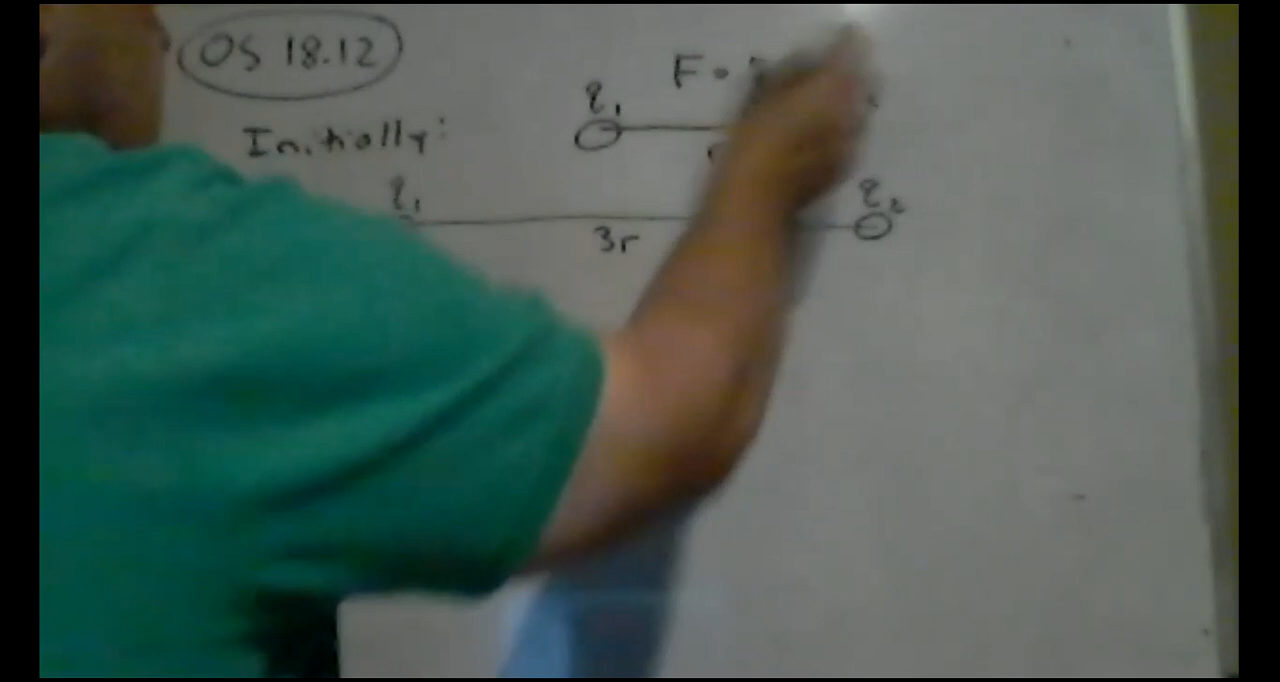 OS 18.12
F =
q₁
Initially:
r
q₁ q₂
3r